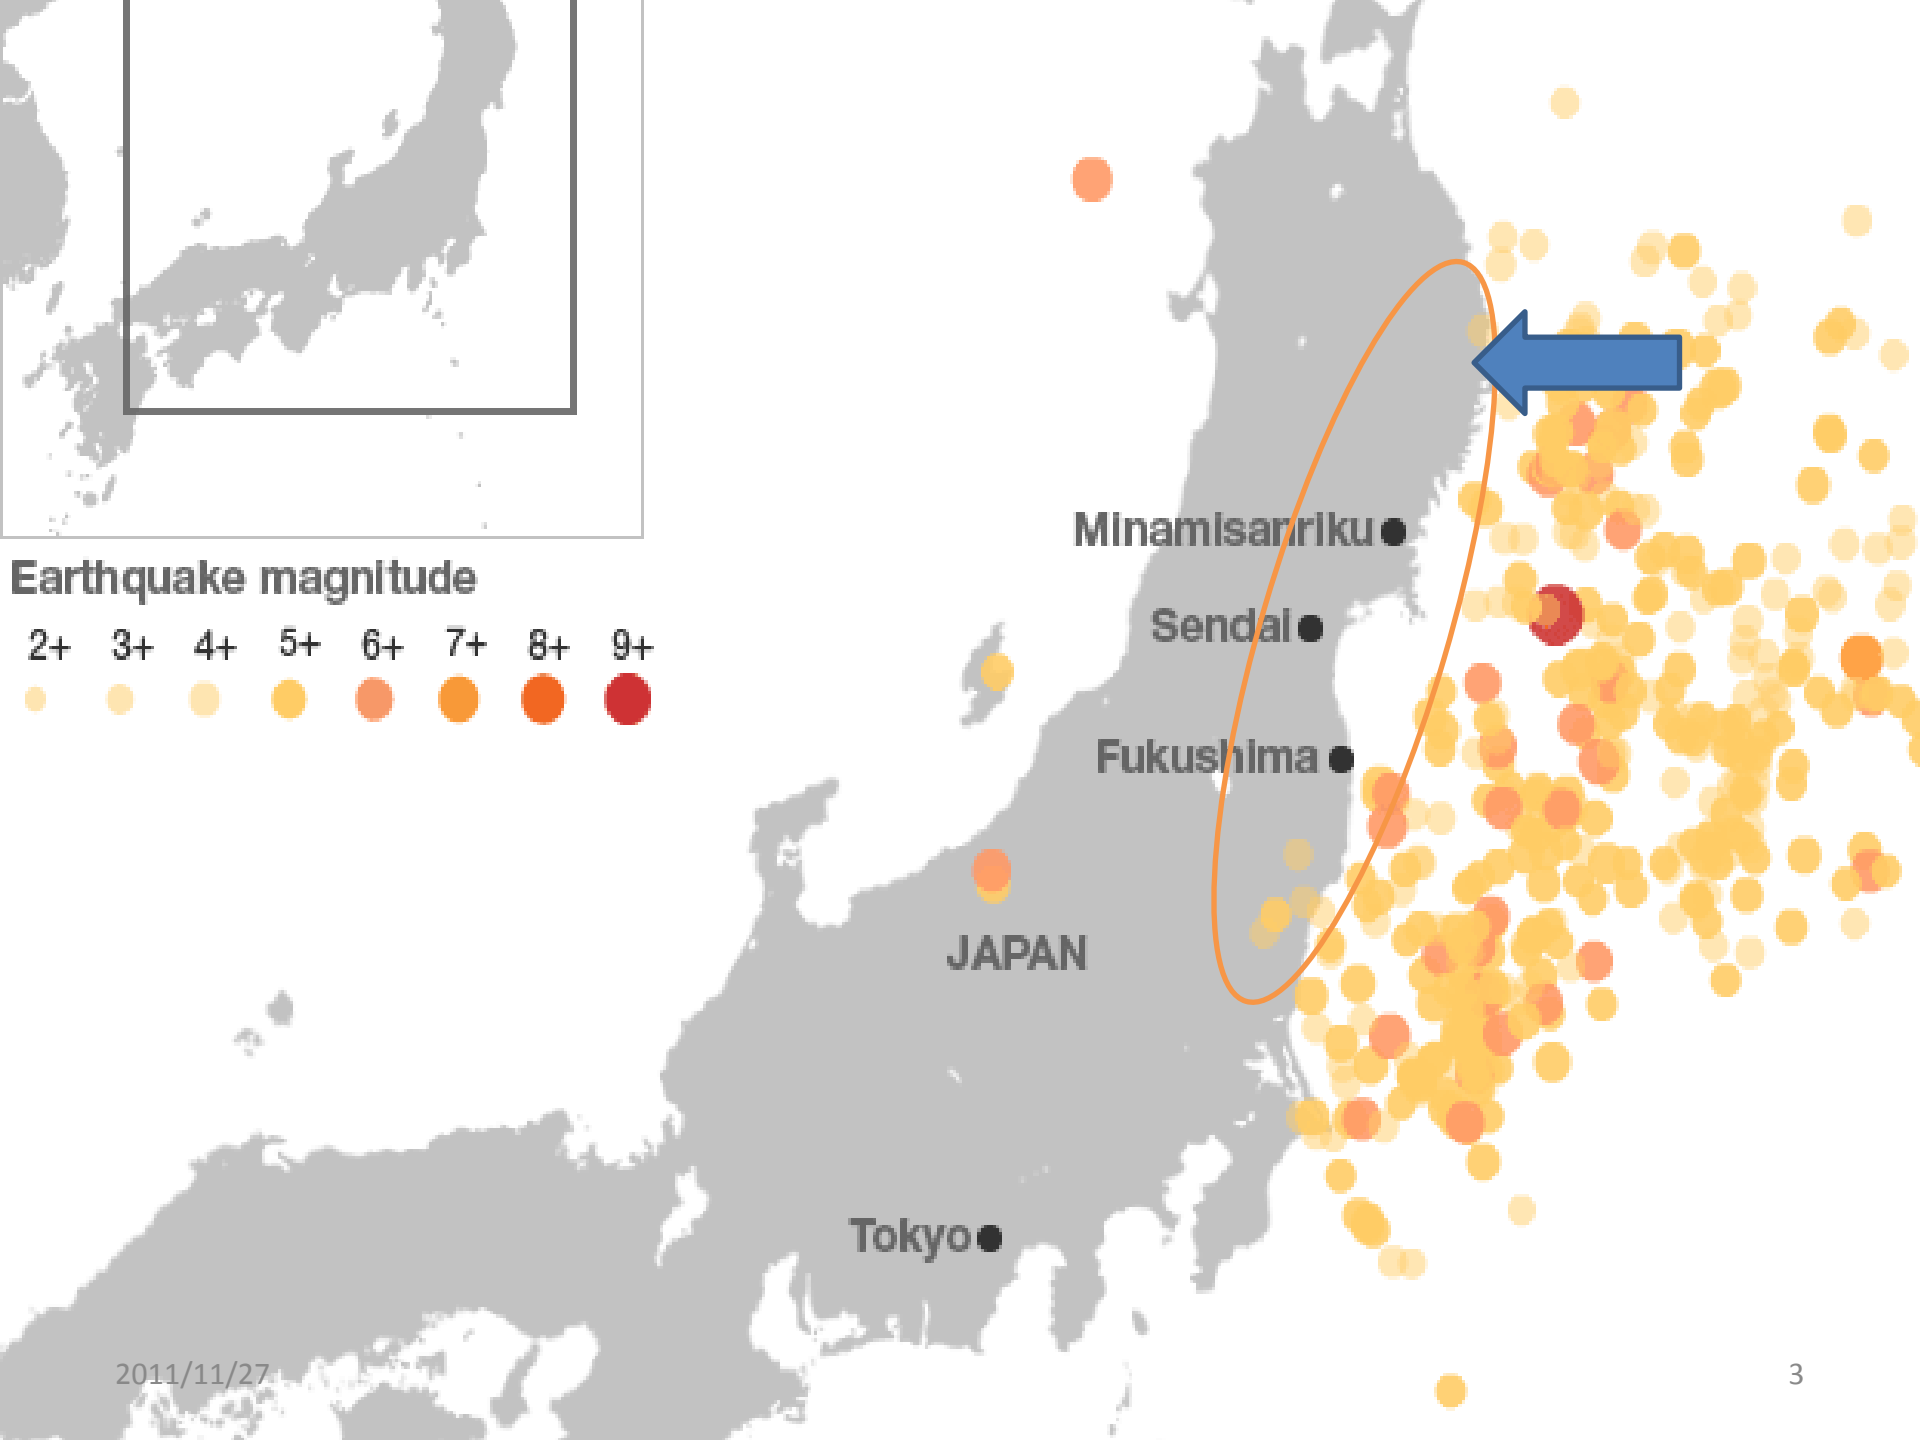 Earthquake magnitude
2+ 3+ 4+ 5+ 6+ 7+ 8+ 9+
Minamisanriku
Sendai
Fukushima
JAPAN
Tokyo
2011/11/27
3